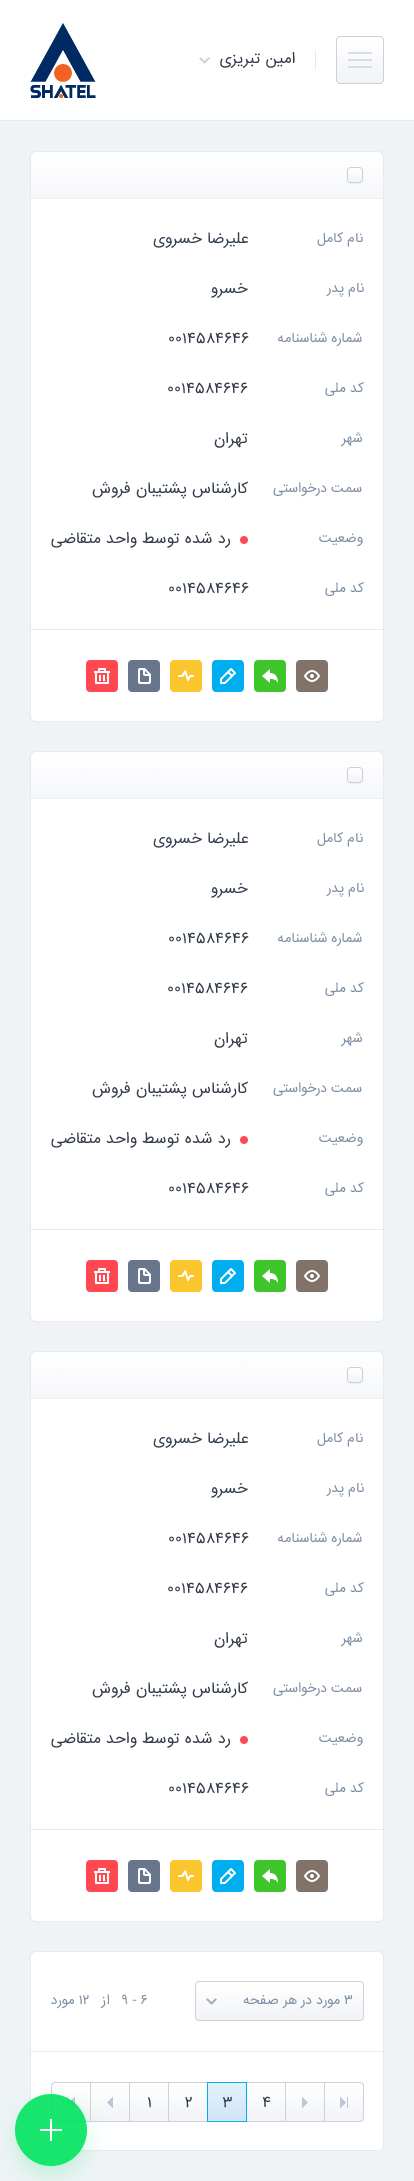 امین تبریزی
SHATEL
نام کامل علیرضا خسروی
نام پدر خسرو
شماره شناسنامه ۰۰۱۴۵۸۴۶۴۶
کد ملی ۰۰۱۴۵۸۴۶۴۶
شهر تهران
سمت درخواستی کارشناس پشتیبان فروش
وضعیت رد شده توسط واحد متقاضی
کد ملی ۰۰۱۴۵۸۴۶۴۶
نام کامل علیرضا خسروی
نام پدر خسرو
شماره شناسنامه ۰۰۱۴۵۸۴۶۴۶
کد ملی ۰۰۱۴۵۸۴۶۴۶
شهر تهران
سمت درخواستی کارشناس پشتیبان فروش
وضعیت رد شده توسط واحد متقاضی
کد ملی ۰۰۱۴۵۸۴۶۴۶
نام کامل علیرضا خسروی
نام پدر خسرو
شماره شناسنامه ۰۰۱۴۵۸۴۶۴۶
کد ملی ۰۰۱۴۵۸۴۶۴۶
شهر تهران
سمت درخواستی کارشناس پشتیبان فروش
وضعیت رد شده توسط واحد متقاضی
کد ملی ۰۰۱۴۵۸۴۶۴۶
۳ مورد در هر صفحه ۶ - ۹ از ۱۲ مورد
۱ ۲ ۳ ۴